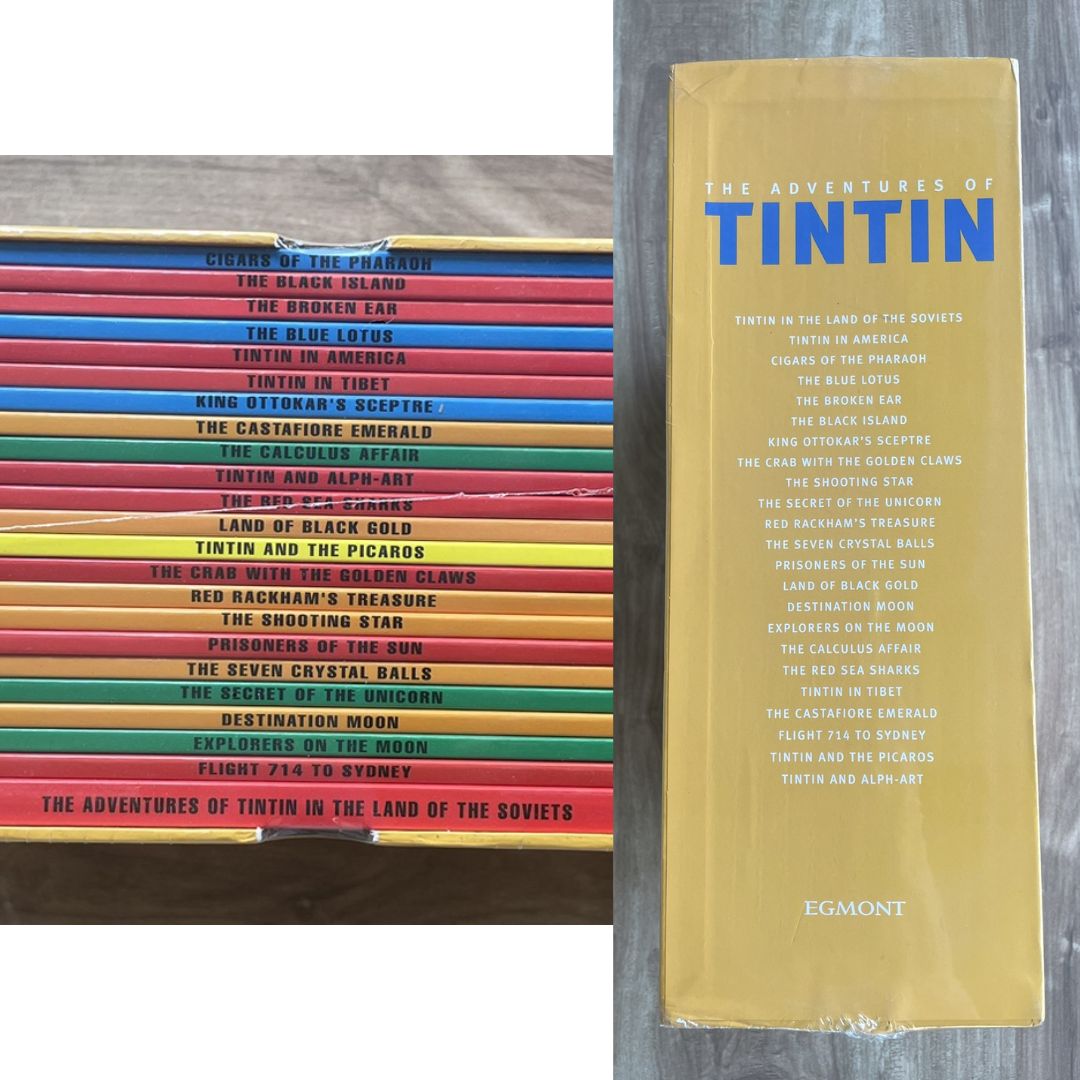 CIGARS OF THE PHARAOH
THE BLACK ISLAND
THE BROKEN EAR
THE BLUE LOTUS
TINTIN IN AMERICA
TINTIN IN TIBET
KING OTTOKAR'S SCEPTRE
THE CASTAFIORE EMERALD
THE CALCULUS AFFAIR
TINTIN AND ALPH-ART
THE RED SEA SHARKS
LAND OF BLACK GOLD
TINTIN AND THE PICAROS
THE CRAB WITH THE GOLDEN CLAWS
RED RACKHAM'S TREASURE
THE SHOOTING STAR
PRISONERS OF THE SUN
THE SEVEN CRYSTAL BALLS
THE SECRET OF THE UNICORN
DESTINATION MOON
EXPLORERS ON THE MOON
FLIGHT 714 TO SYDNEY
THE ADVENTURES OF TINTIN IN THE LAND OF THE SOVIETS
THE ADVENTURES OF
TINTIN
TINTIN IN THE LAND OF THE SOVIETS
TINTIN IN AMERICA
CIGARS OF THE PHARAOH
THE BLUE LOTUS
THE BROKEN EAR
THE BLACK ISLAND
KING OTTOKAR'S SCEPTRE
THE CRAB WITH THE GOLDEN CLAWS
THE SHOOTING STAR
THE SECRET OF THE UNICORN
RED RACKHAM'S TREASURE
THE SEVEN CRYSTAL BALLS
PRISONERS OF THE SUN
LAND OF BLACK GOLD
DESTINATION MOON
EXPLORERS ON THE MOON
THE CALCULUS AFFAIR
THE RED SEA SHARKS
TINTIN IN TIBET
THE CASTAFIORE EMERALD
FLIGHT 714 TO SYDNEY
TINTIN AND THE PICAROS
TINTIN AND ALPH-ART
EGMONT